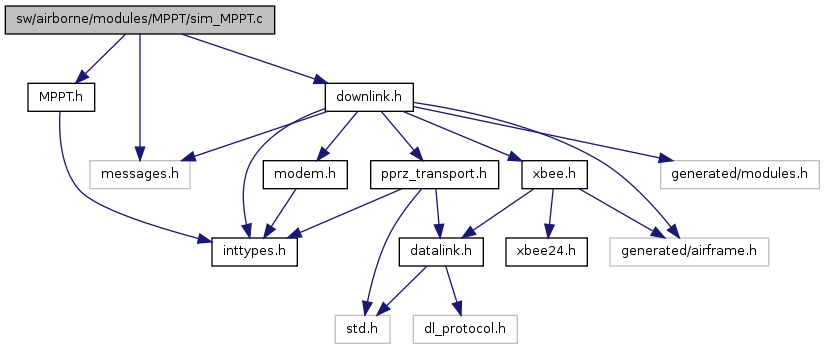 sw/airborne/modules/MPPT/sim_MPPT.c
MPPT.h
downlink.h
messages.h
modem.h
pprz_transport.h
xbee.h
generated/modules.h
inttypes.h
datalink.h
xbee24.h
generated/airframe.h
std.h
dl_protocol.h